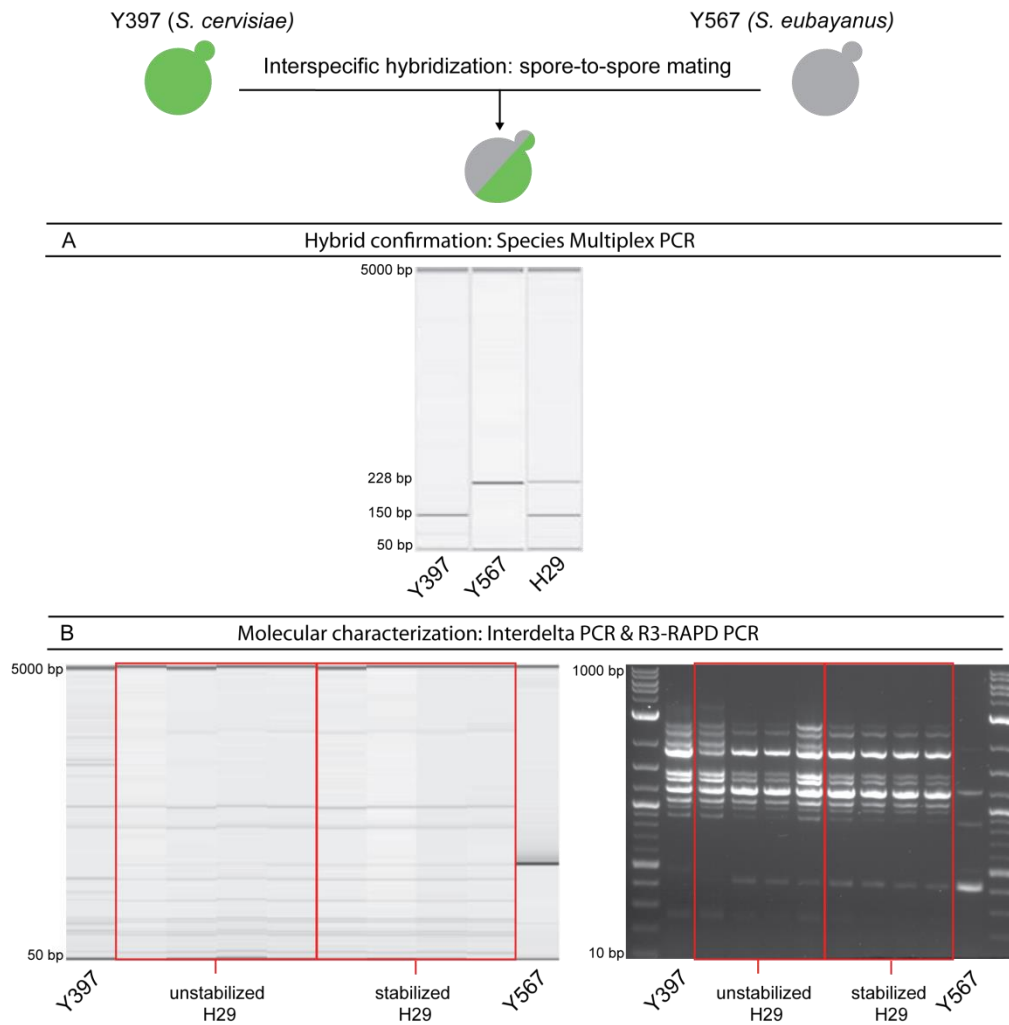 Y397 (S. cervisiae)
Y567 (S. eubayanus)
Interspecific hybridization: spore-to-spore mating
A
Hybrid confirmation: Species Multiplex PCR
5000 bp
228 bp
150 bp
50 bp
Y397
Y567
H29
B
Molecular characterization: Interdelta PCR & R3-RAPD PCR
5000 bp
50 bp
Y397
unstabilized
H29
stabilized
H29
Y567
1000 bp
10 bp
Y397
unstabilized
H29
stabilized
H29
Y567